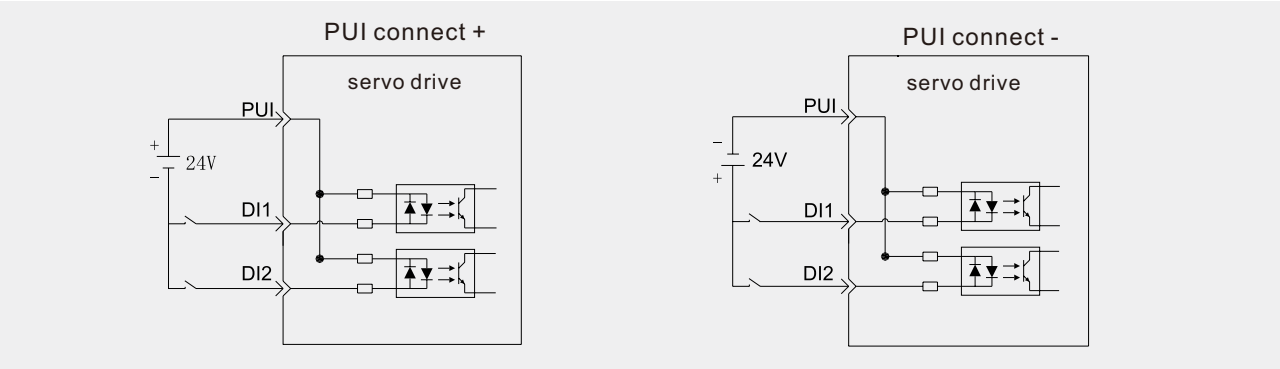 PUI connect +
servo drive
PUI
+
24V
−
DI1
DI2
PUI connect -
servo drive
PUI
−
24V
+
DI1
DI2